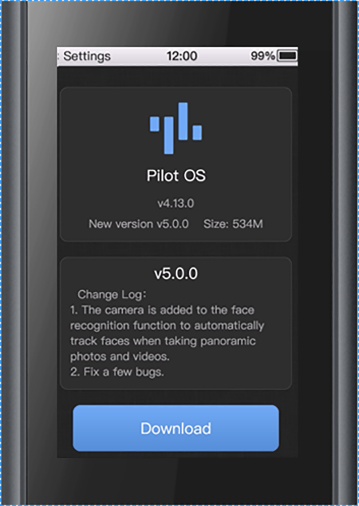 Settings 12:00 99%
Pilot OS
v4.13.0
New version v5.0.0 Size: 534M
v5.0.0
Change Log：
1. The camera is added to the face
recognition function to automatically
track faces when taking panoramic
photos and videos.
2. Fix a few bugs.
Download